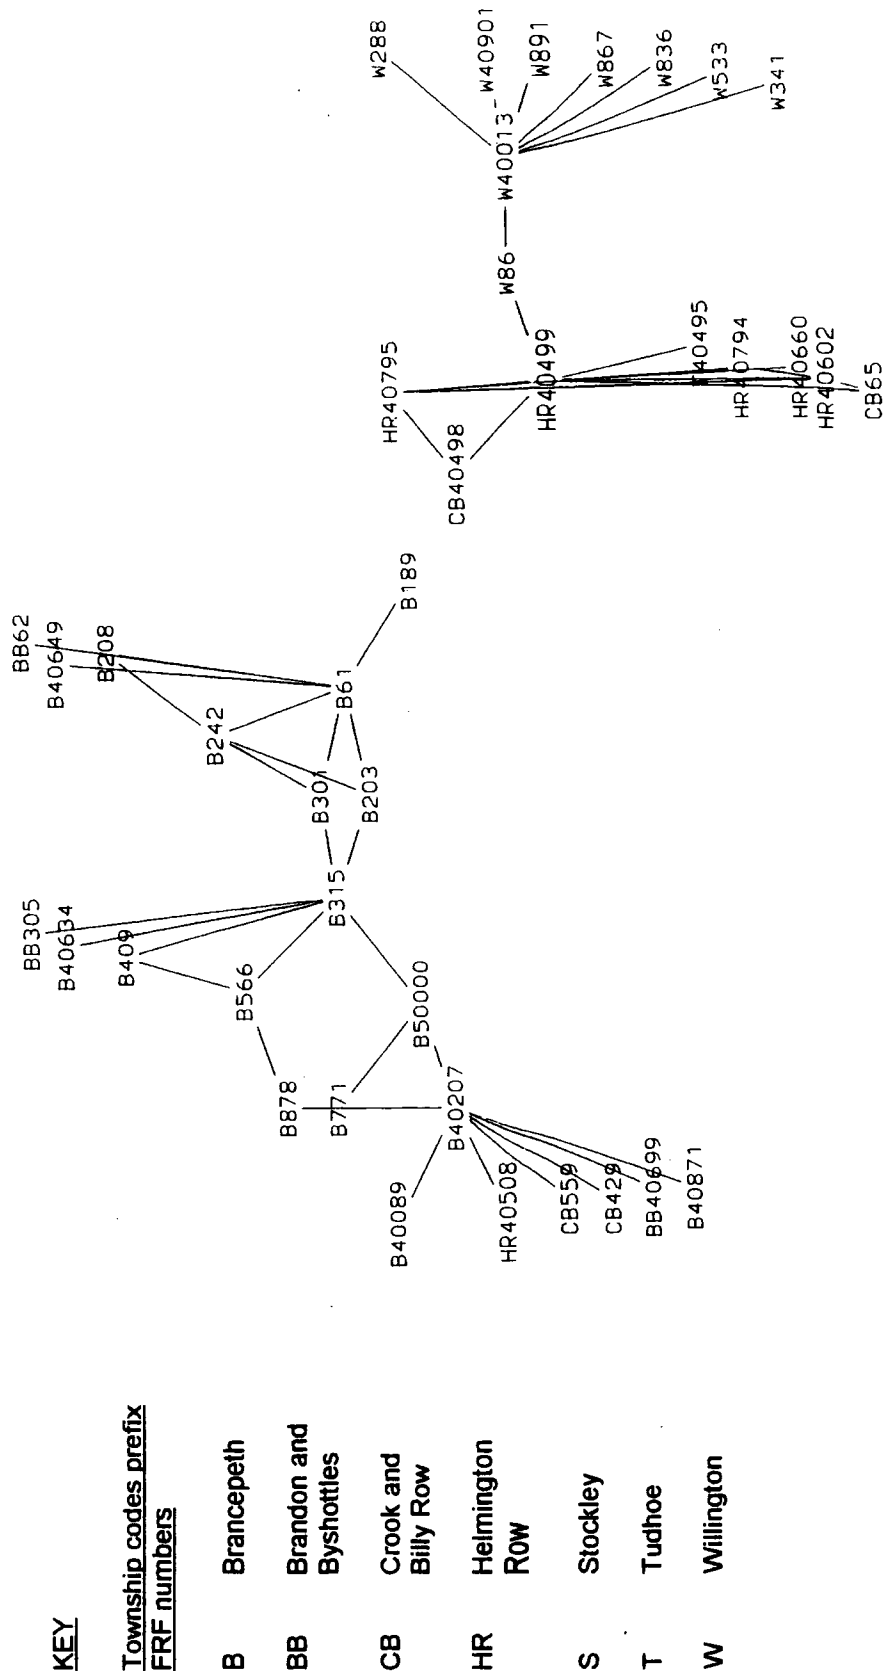 KEY
Township codes prefix
FRF numbers
B Brancepeth
BB Brandon and
Byshottles
CB Crook and
Billy Row
HR Helmington
Row
S Stockley
T Tudhoe
W Willington
BB62
BB305
B40649
B40634
B208
B409
B242
B566
B878
B301
B315
B771
B61
B203
W288
HR40795
B40089
B189
B50000
B40207
CB40498
W40901
W86
W40013
HR40508
W891
HR40499
CB559
W867
CB429
BB40699
W836
B40871
W533
HR40794
W341
HR40660
HR40602
CB65